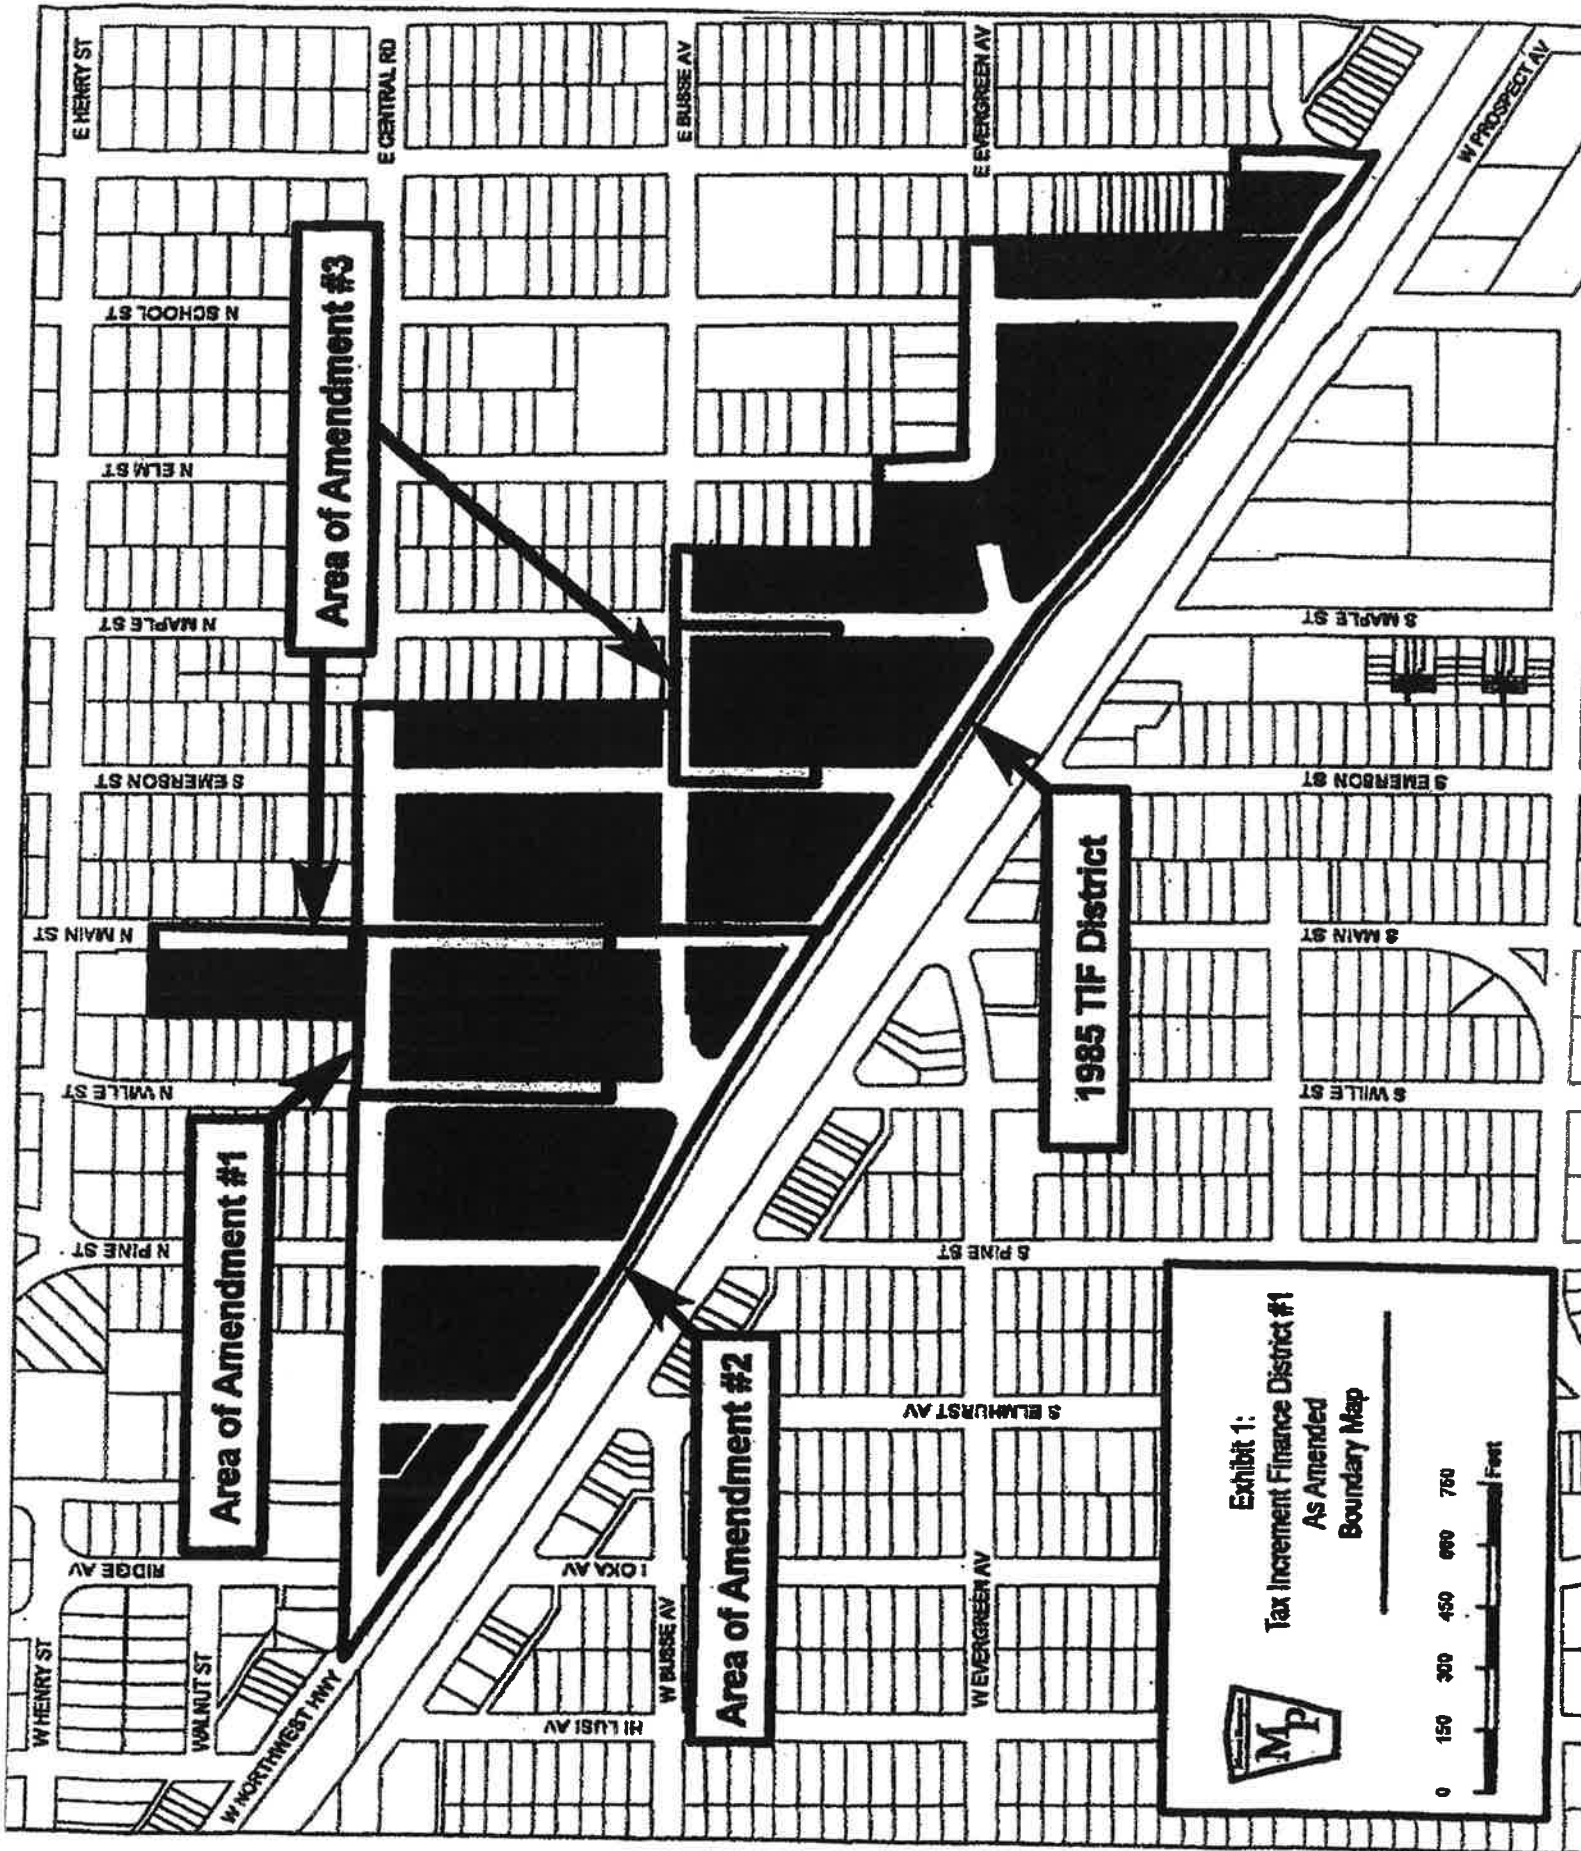 E HENRY ST
E CENTRAL RD
E BUSSE AV
E EVERGREEN AV
W PROSPECT AV
N SCHOOL ST
N ELM ST
N MAPLE ST
S EMERSON ST
N MAIN ST
N WILLE ST
N PINE ST
RIDGE AV
W HENRY ST
WALNUT ST
W NORTHWEST HWY
HI LUSI AV
I OKA AV
W BUSSE AV
W EVERGREEN AV
S ELMHURST AV
S PINE ST
S WILLE ST
S MAIN ST
S EMERSON ST
S MAPLE ST
Area of Amendment #3
Area of Amendment #1
Area of Amendment #2
1985 TIF District
Exhibit 1:
Tax Increment Finance District #1
As Amended
Boundary Map
MP
0 150 300 450 600 750
Feet